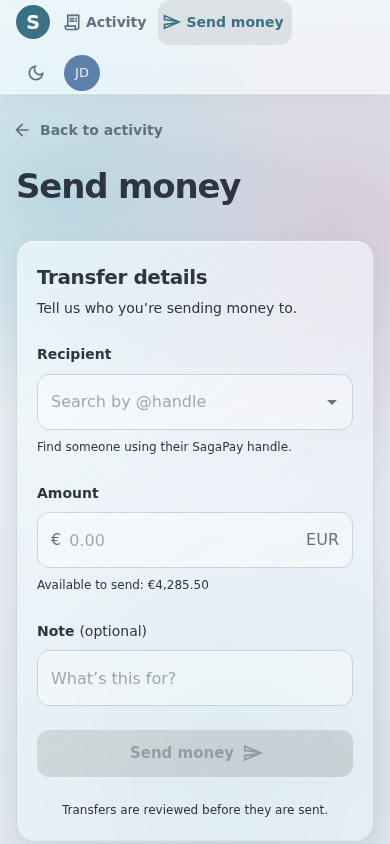 S Activity Send money
JD
Back to activity
Send money
Transfer details
Tell us who you’re sending money to.
Recipient
Search by @handle
Find someone using their SagaPay handle.
Amount
€ 0.00 EUR
Available to send: €4,285.50
Note (optional)
What’s this for?
Send money
Transfers are reviewed before they are sent.